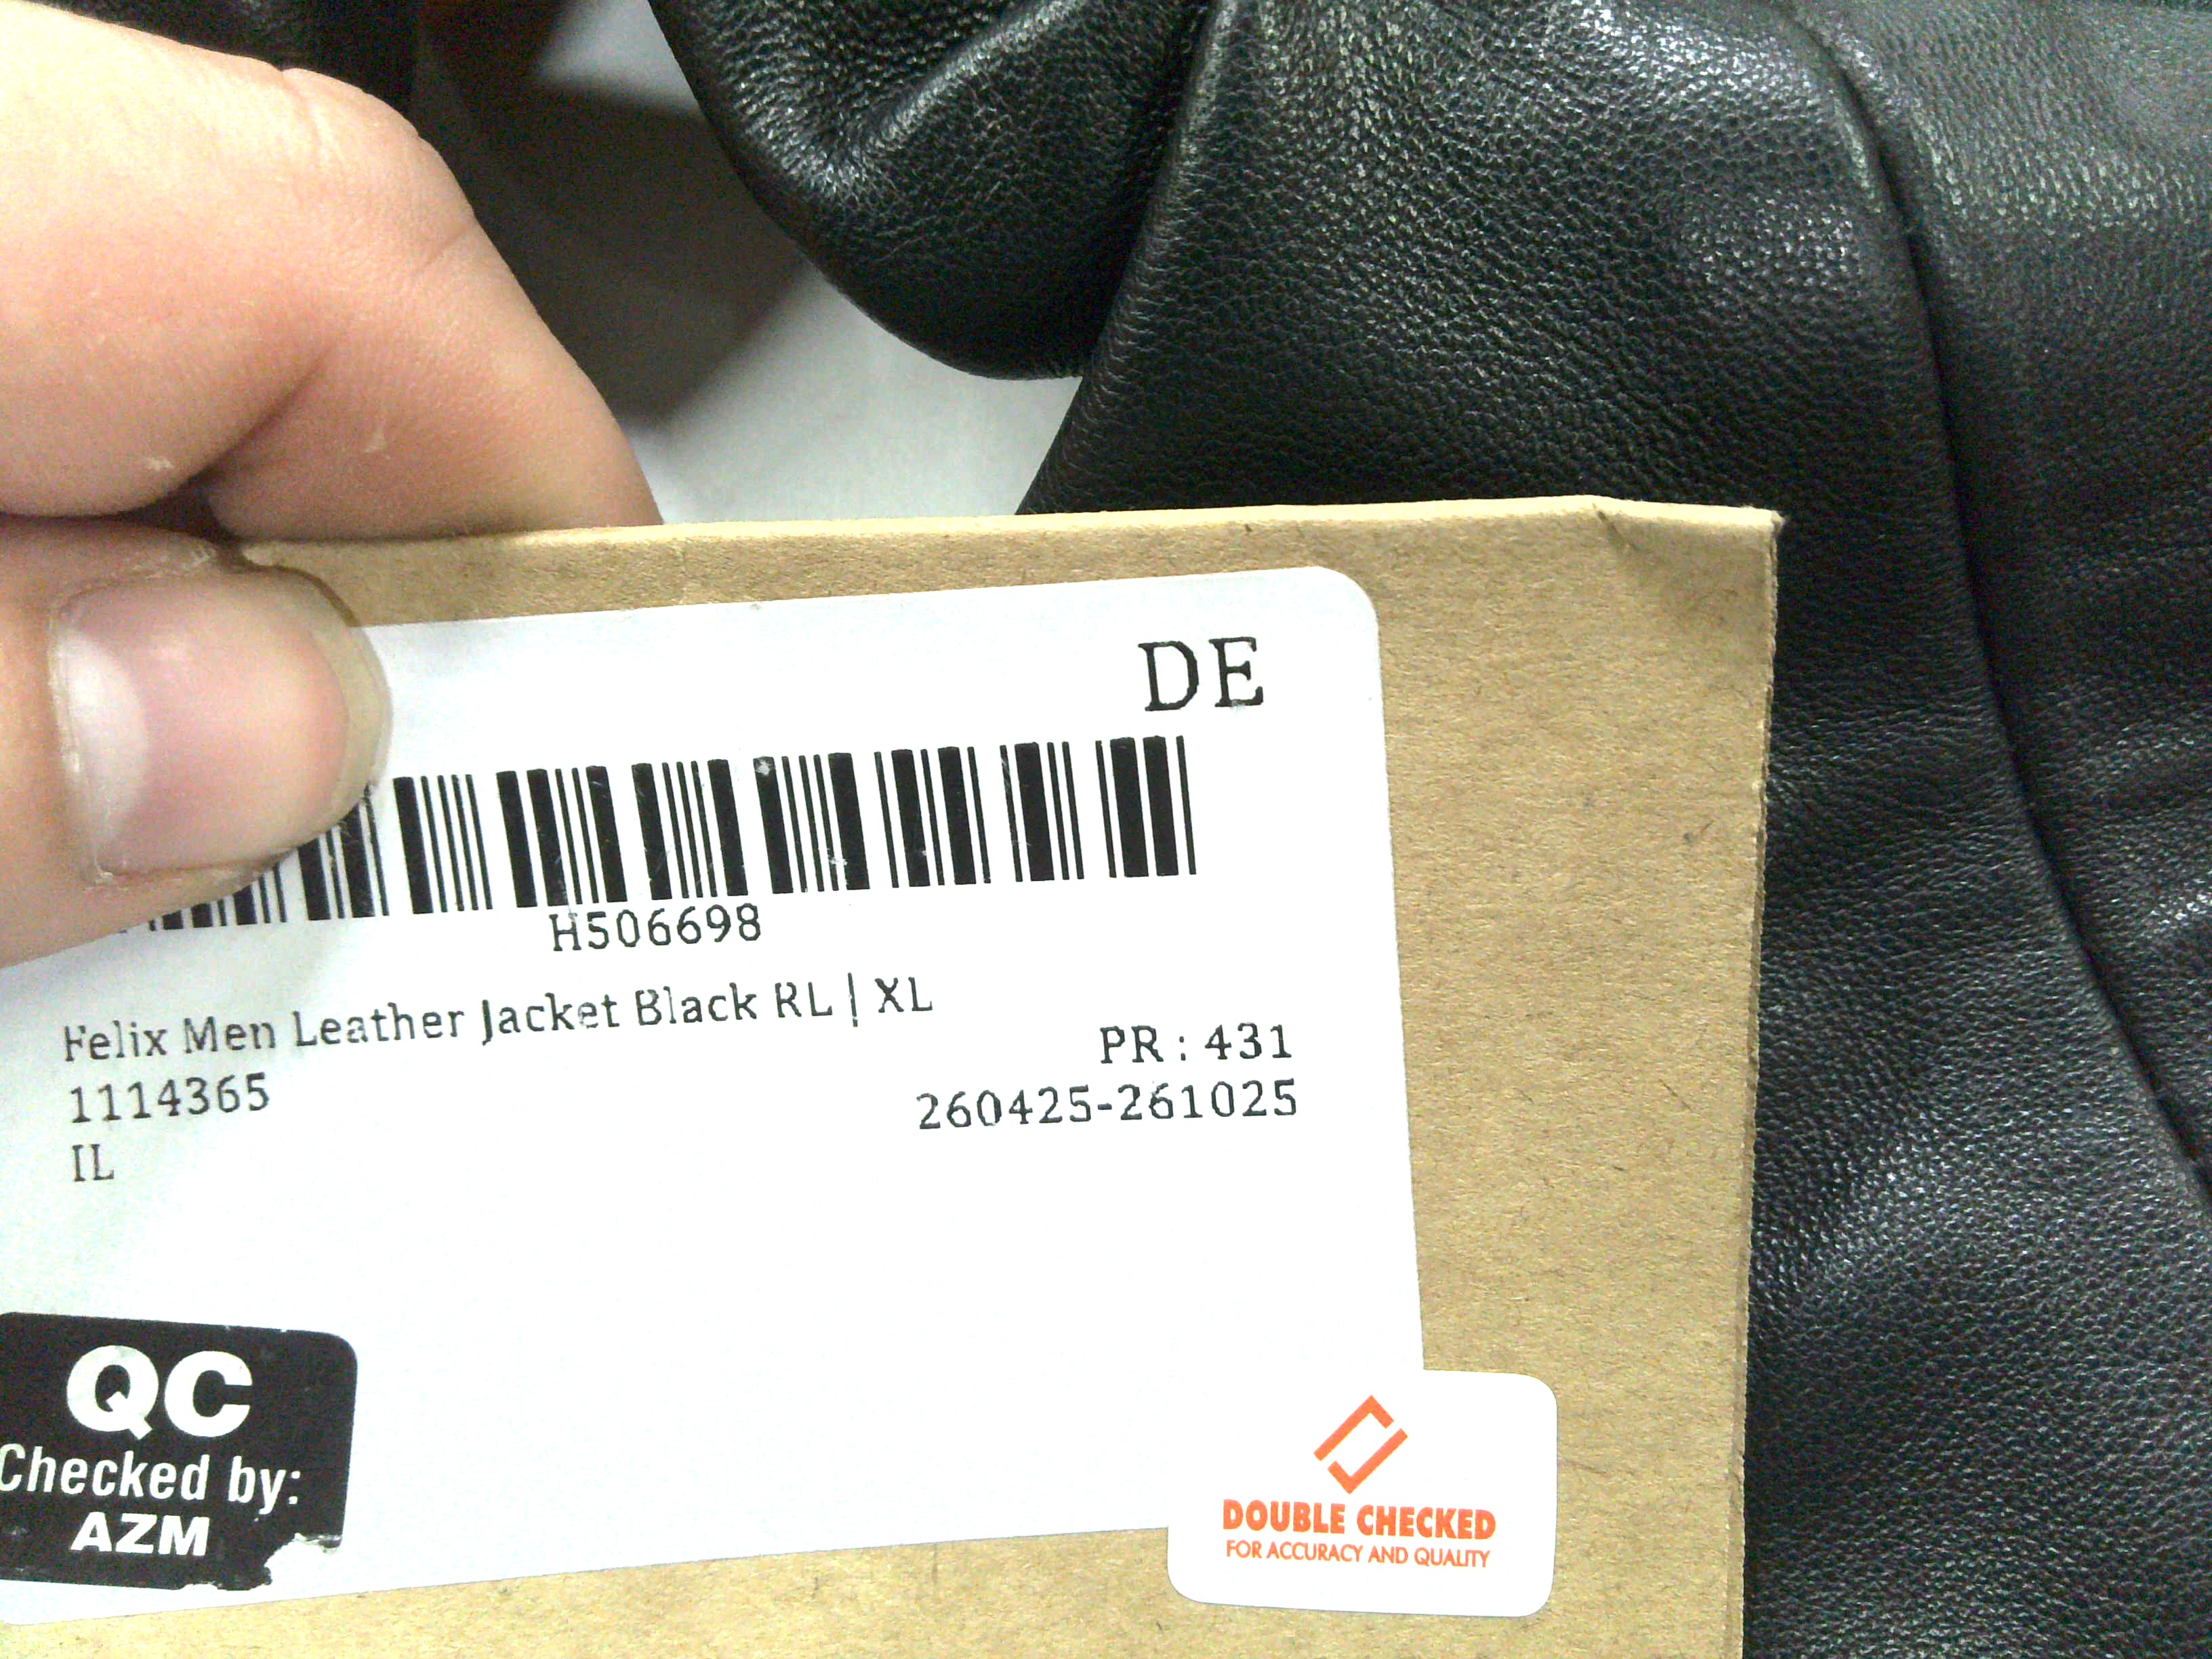 DE
H506698
Felix Men Leather Jacket Black RL | XL
PR : 431
1114365
260425-261025
IL
QC
Checked by:
AZM
DOUBLE CHECKED
FOR ACCURACY AND QUALITY